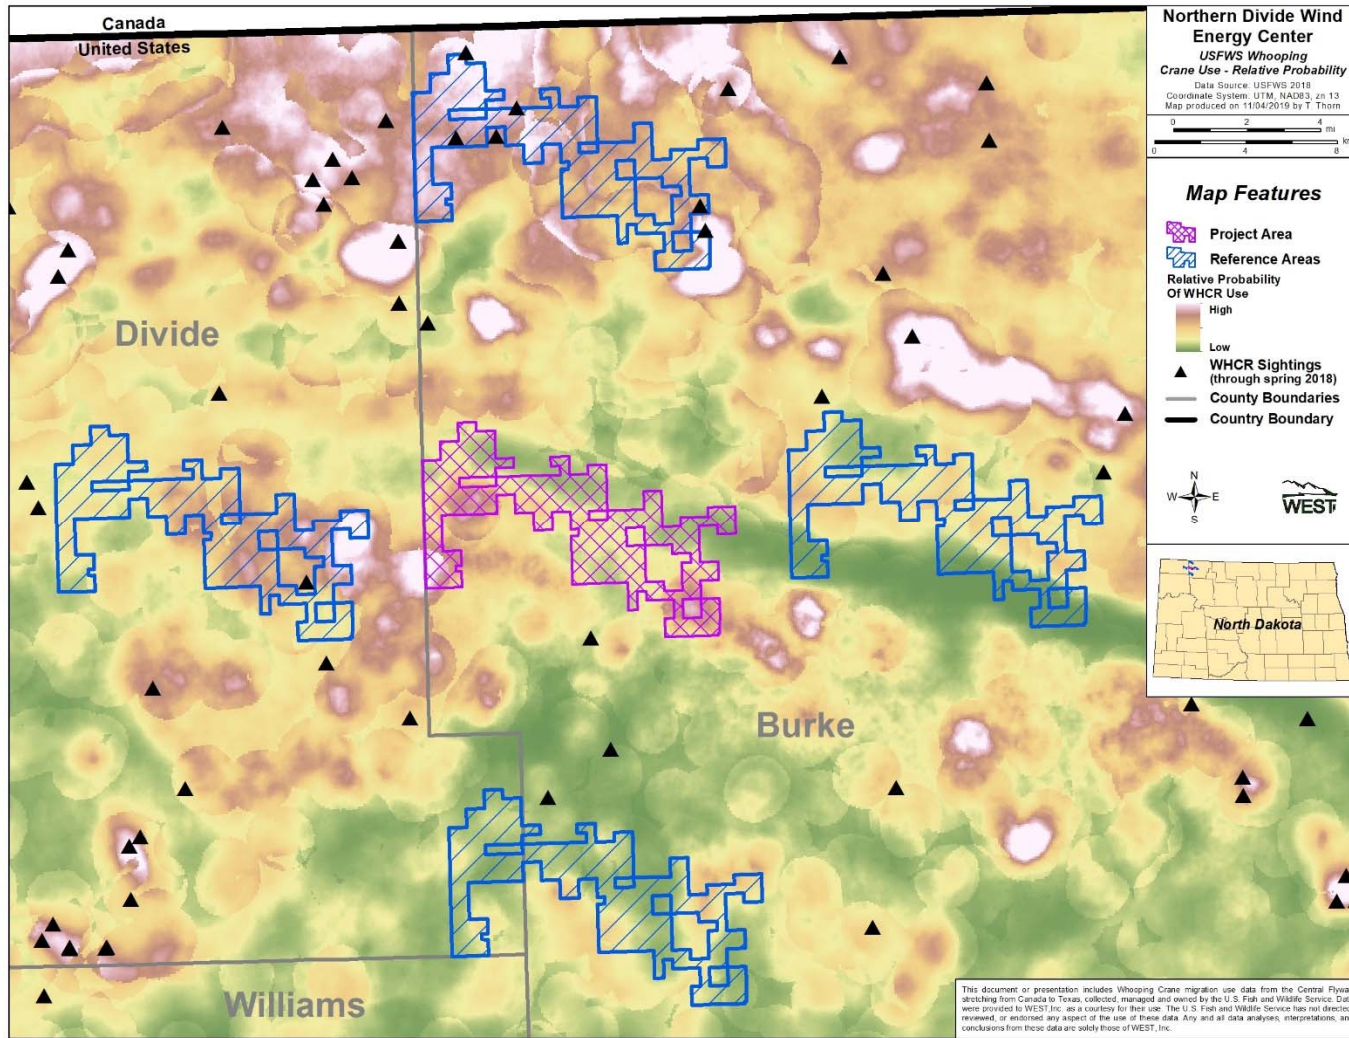 Canada
United States
Divide
Burke
Williams
Northern Divide Wind
Energy Center
USFWS Whooping
Crane Use - Relative Probability
Data Source: USFWS 2018
Coordinate System: UTM, NAD83, zn 13
Map produced on 11/04/2019 by T. Thorn
0 2 4
mi
0 4 8
k
Map Features
Project Area
Reference Areas
Relative Probability
Of WHCR Use
High
Low
WHCR Sightings
(through spring 2018)
County Boundaries
Country Boundary
N
W E
S
WEST
North Dakota
This document or presentation includes Whooping Crane migration use data from the Central Flywa
stretching from Canada to Texas, collected, managed and owned by the U.S. Fish and Wildlife Service. Dat
were provided to WEST,Inc. as a courtesy for their use. The U.S. Fish and Wildlife Service has not directe
reviewed, or endorsed any aspect of the use of these data. Any and all data analyses, interpretations, an
conclusions from these data are solely those of WEST, Inc.